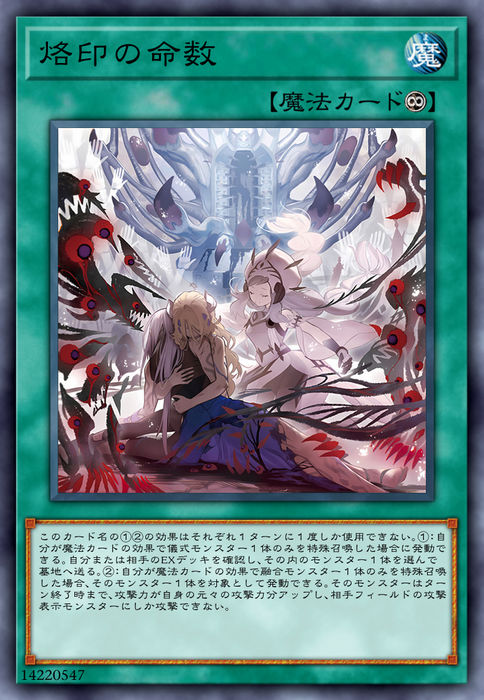 烙印の命数
魔
【魔法カード】
このカード名の①②の効果はそれぞれ1ターンに1度しか使用できない。①:自
分が魔法カードの効果で儀式モンスター1体のみを特殊召喚した場合に発動で
きる。自分または相手のEXデッキを確認し、その内のモンスター1体を選んで
墓地へ送る。②:自分が魔法カードの効果で融合モンスター1体のみを特殊召喚
した場合、そのモンスター1体を対象として発動できる。そのモンスターはター
ン終了時まで、攻撃力が自身の元々の攻撃力分アップし、相手フィールドの攻撃
表示モンスターにしか攻撃できない。
14220547